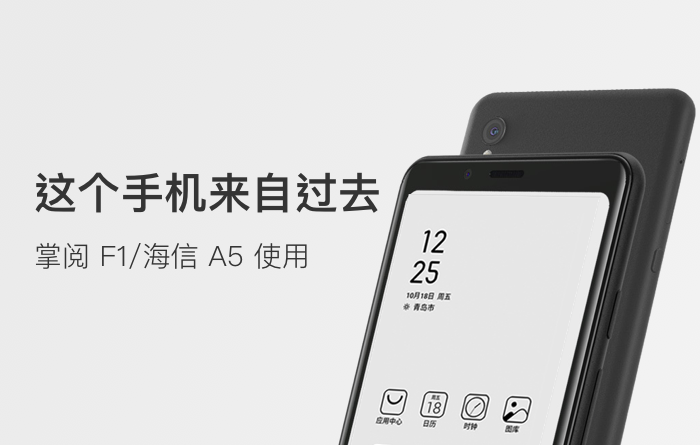 这个手机来自过去
掌阅 F1/海信 A5 使用
12
25
10月18日 周五
青岛市
周五
18
应用中心
日历
时钟
图库